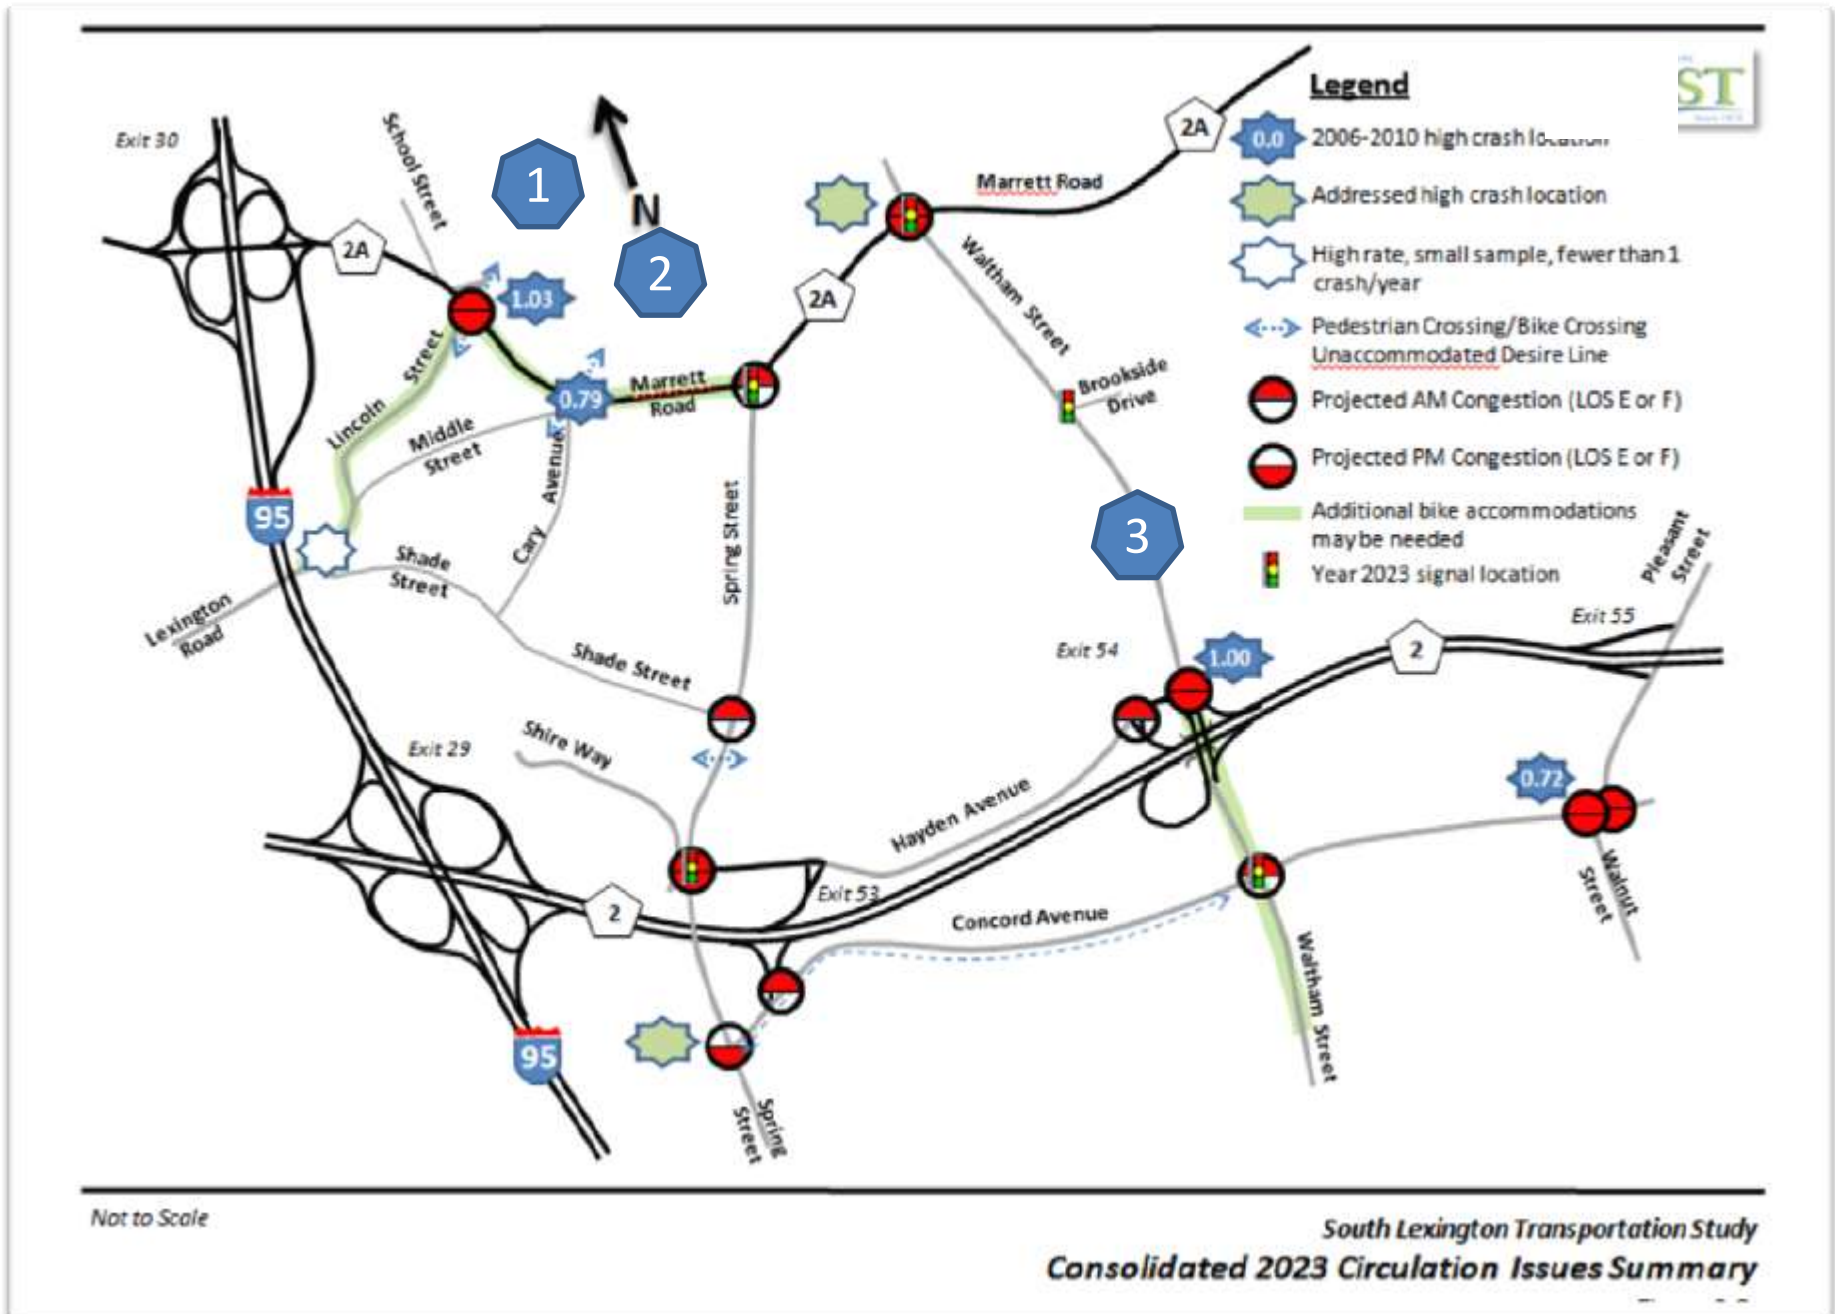 ST
Legend
0.0 2006-2010 high crash location
Addressed high crash location
High rate, small sample, fewer than 1
crash/year
Pedestrian Crossing/Bike Crossing
Unaccommodated Desire Line
Projected AM Congestion (LOS E or F)
Projected PM Congestion (LOS E or F)
Additional bike accommodations
may be needed
Year 2023 signal location
Exit 30
School Street
1
N
2
2A
Marrett Road
2A
1.03
2A
Waltham Street
Lincoln Street
0.79
Marrett
Road
Brookside
Drive
Middle
Street
Cary Avenue
Spring Street
95
3
Shade
Street
Lexington
Road
Pleasant
Street
Exit 55
2
Exit 54
1.00
Shade Street
Shire Way
Exit 29
0.72
Hayden Avenue
Walnut
Street
Exit 53
2
Concord Avenue
Waltham Street
95
Spring
Street
Not to Scale
South Lexington Transportation Study
Consolidated 2023 Circulation Issues Summary